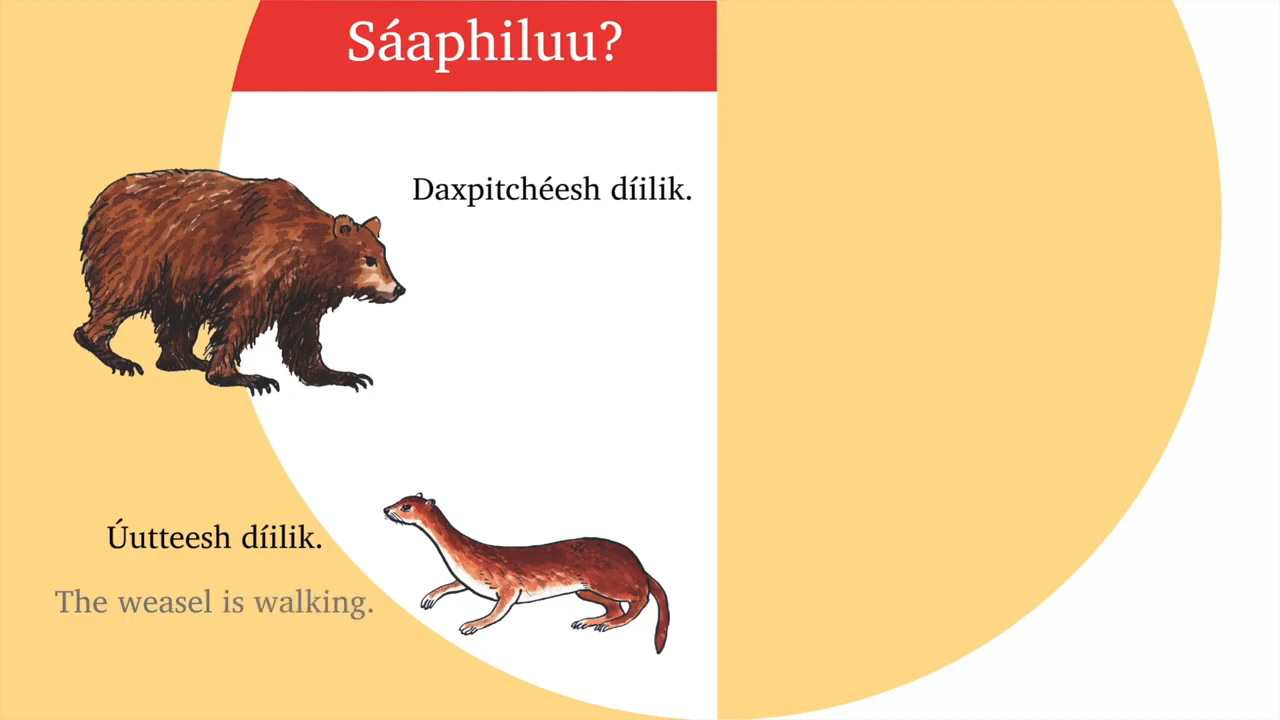 Sáaphiluu?
Daxpitchéesh díilik.
Úutteesh díilik.
The weasel is walking.